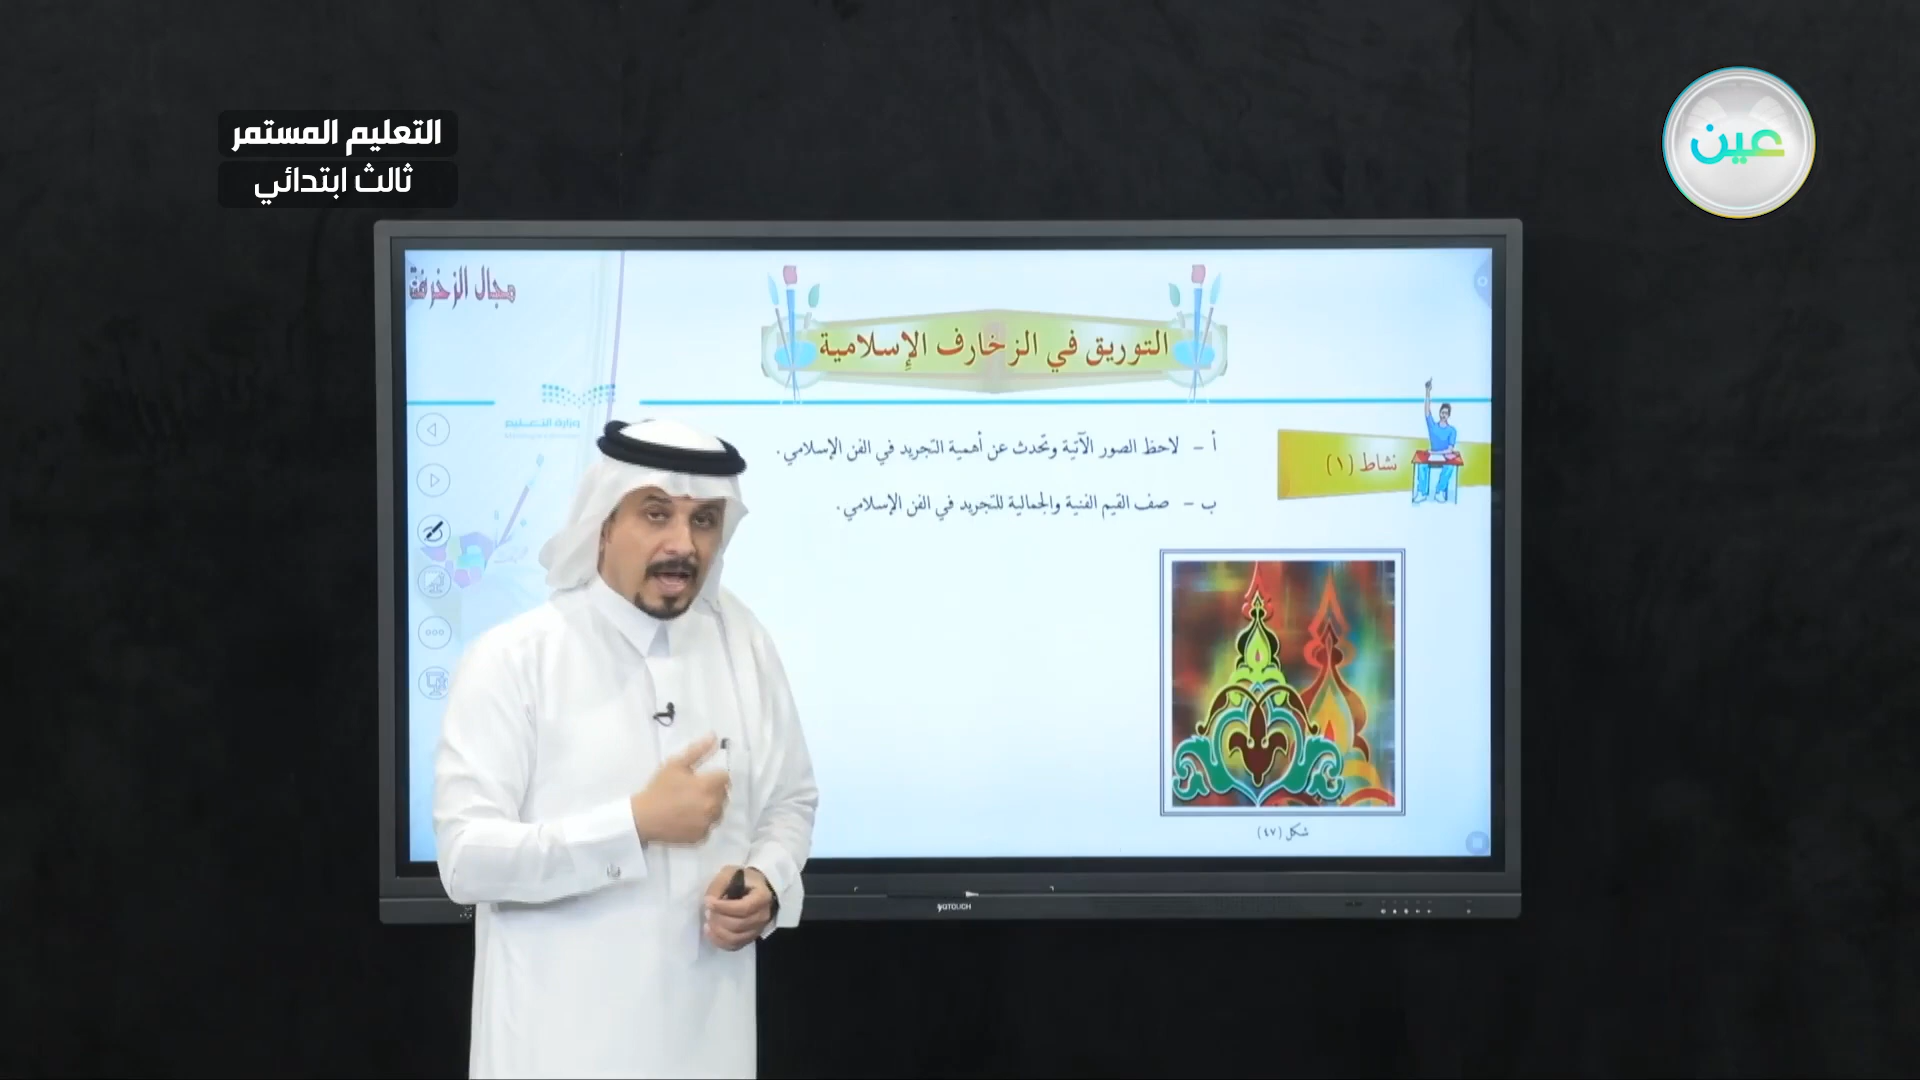 التعليم المستمر
ثالث ابتدائي
عين
مجال الزخرفة
التوريق في الزخارف الإسلامية
وزارة التعليم
نشاط (١)
أ - لاحظ الصور الآتية وتحدث عن أهمية التجريد في الفن الإسلامي.
ب - صف القيم الفنية والجمالية للتجريد في الفن الإسلامي.
شكل (٤٧)